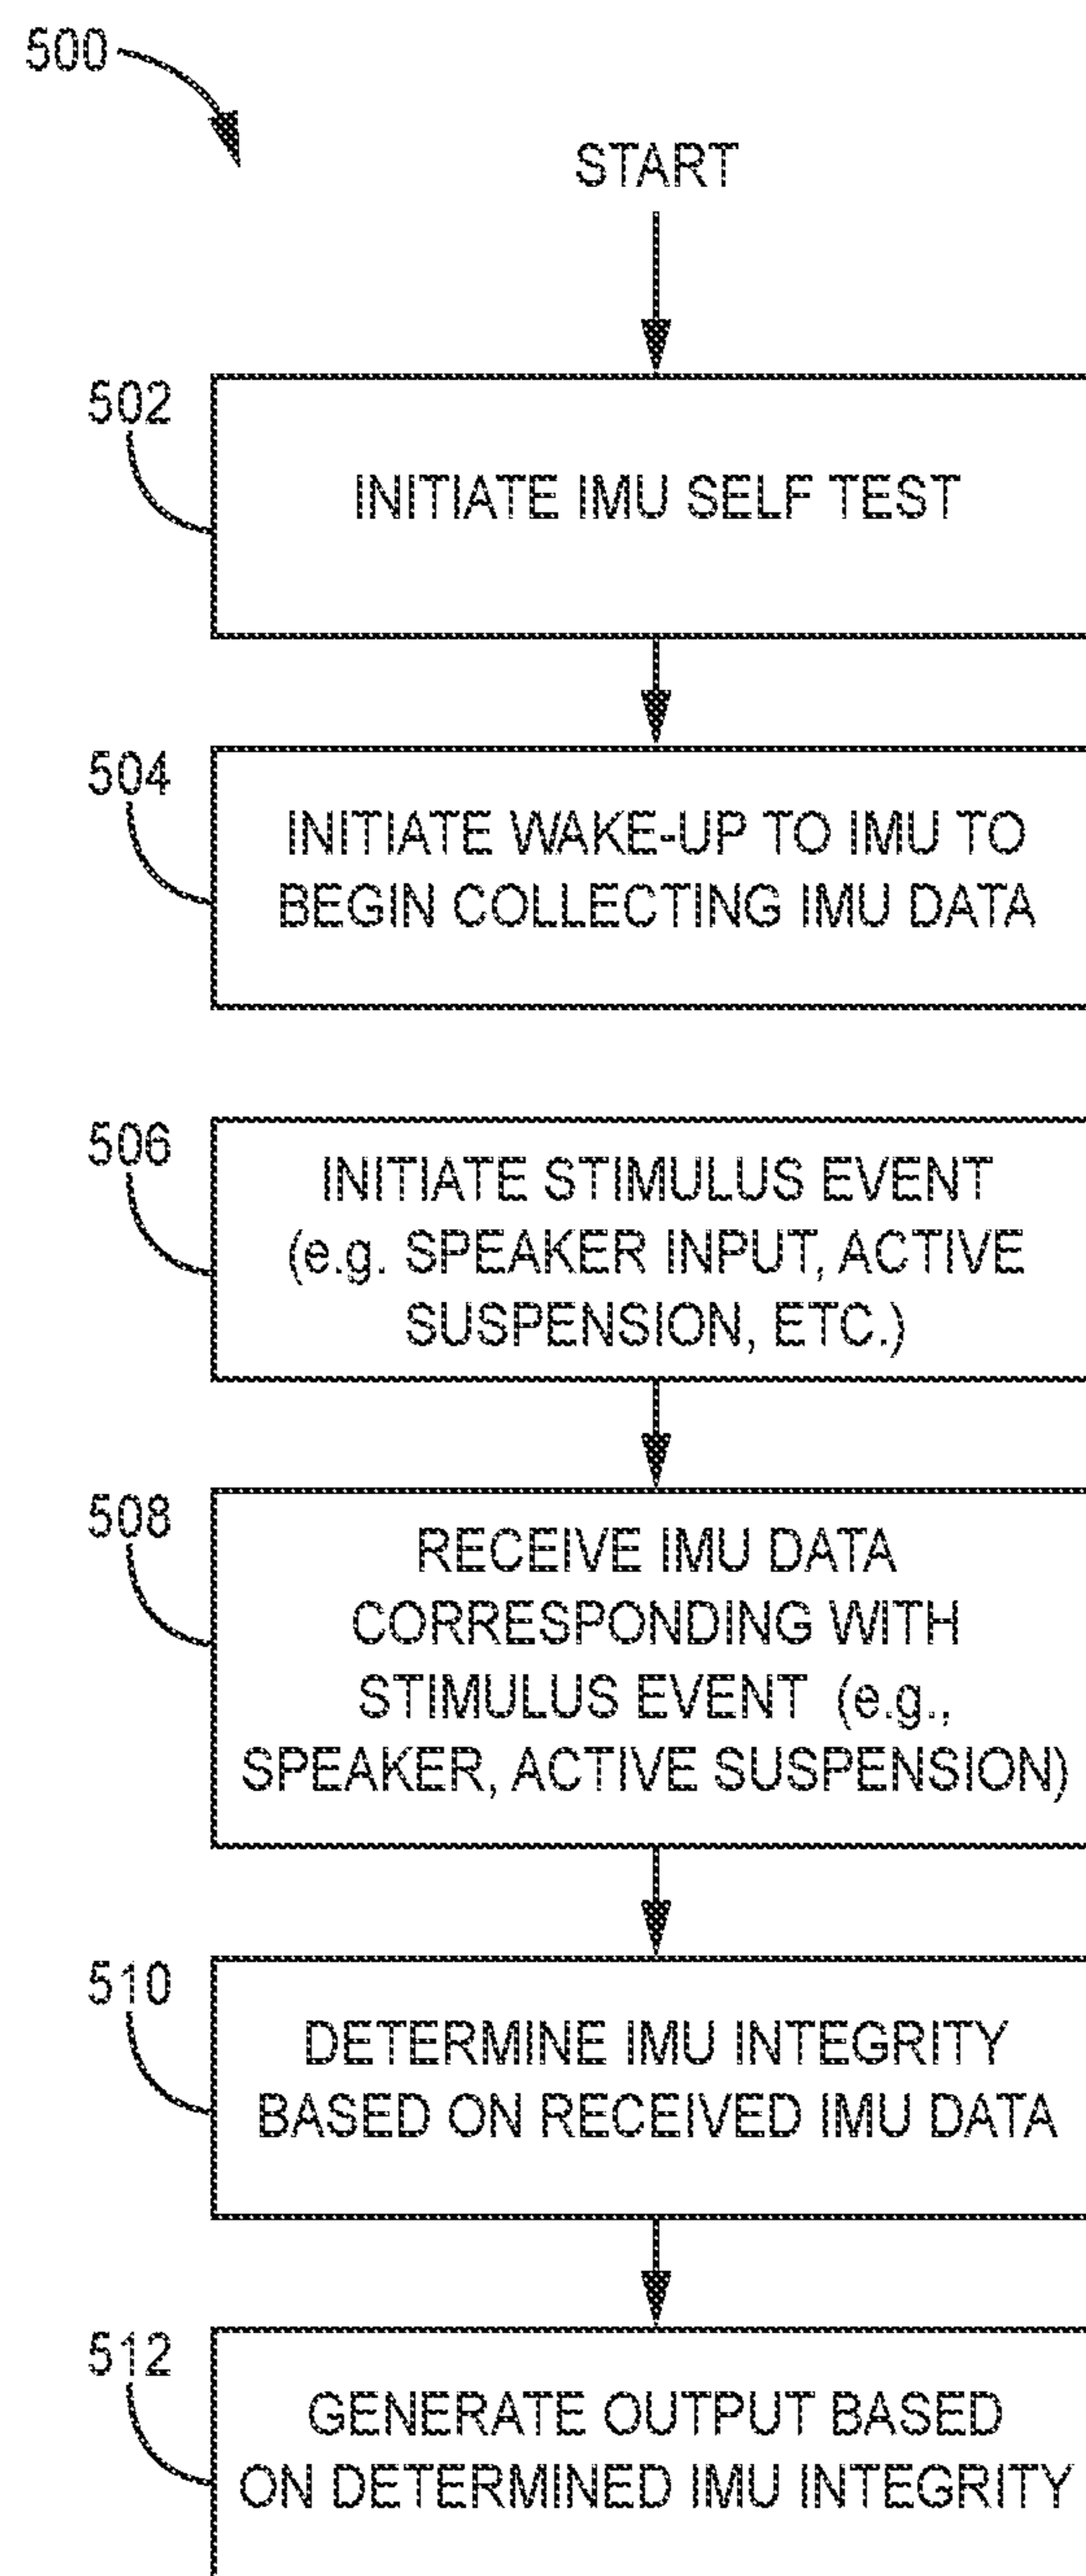 500
START
502
INITIATE IMU SELF TEST
504
INITIATE WAKE-UP TO IMU TO
BEGIN COLLECTING IMU DATA
506
INITIATE STIMULUS EVENT
(e.g. SPEAKER INPUT, ACTIVE
SUSPENSION, ETC.)
508
RECEIVE IMU DATA
CORRESPONDING WITH
STIMULUS EVENT (e.g.,
SPEAKER, ACTIVE SUSPENSION)
510
DETERMINE IMU INTEGRITY
BASED ON RECEIVED IMU DATA
512
GENERATE OUTPUT BASED
ON DETERMINED IMU INTEGRITY